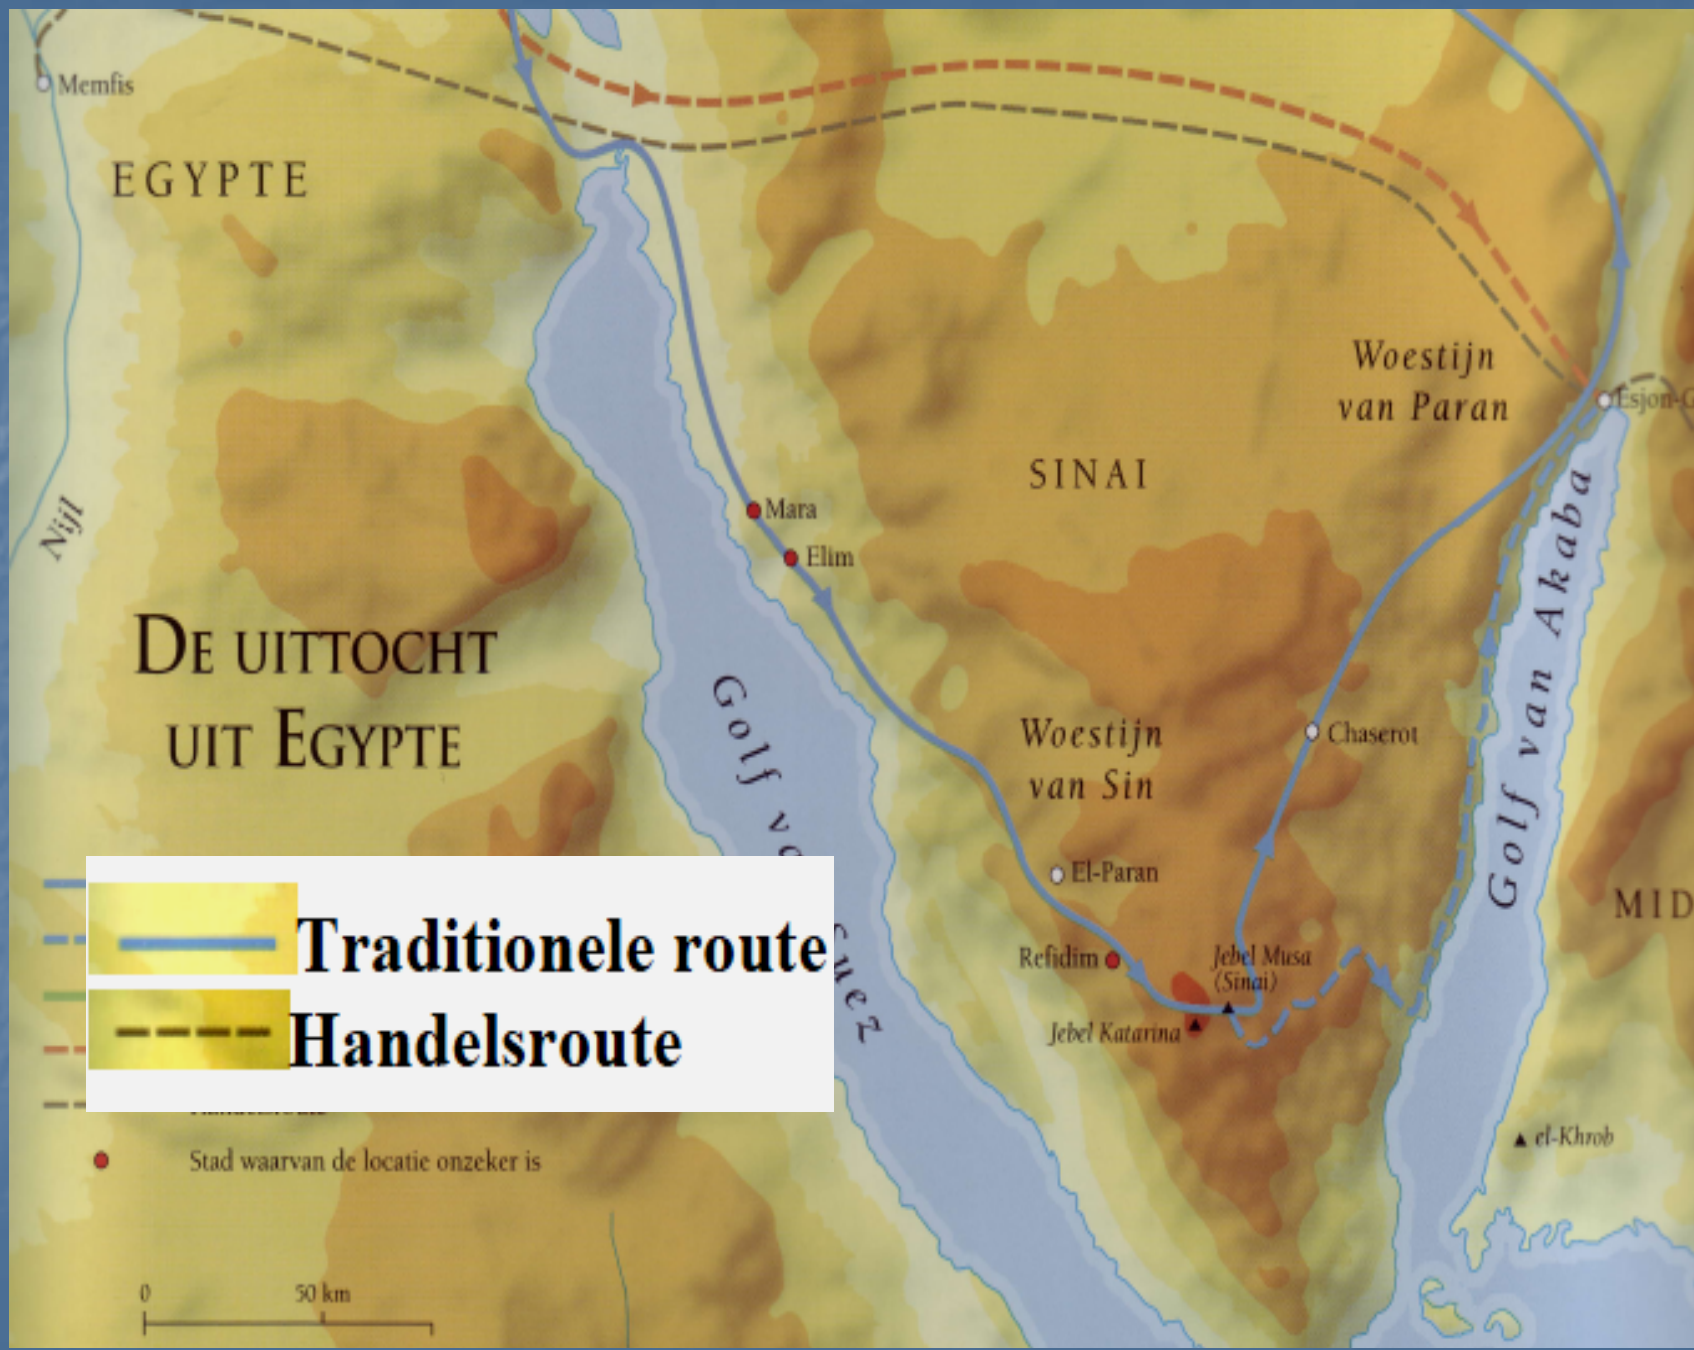 Memfis
EGYPTE
Nijl
Woestijn
van Paran
SINAI
Mara
Elim
DE UITTOCHT
UIT EGYPTE
Golf
Golf van Akaba
Woestijn
van Sin
Chaserot
El-Paran
Refidim
Jebel Musa
(Sinai)
Jebel Katarina
Traditionele route
Handelsroute
Stad waarvan de locatie onzeker is
el-Khrob
0
50 km